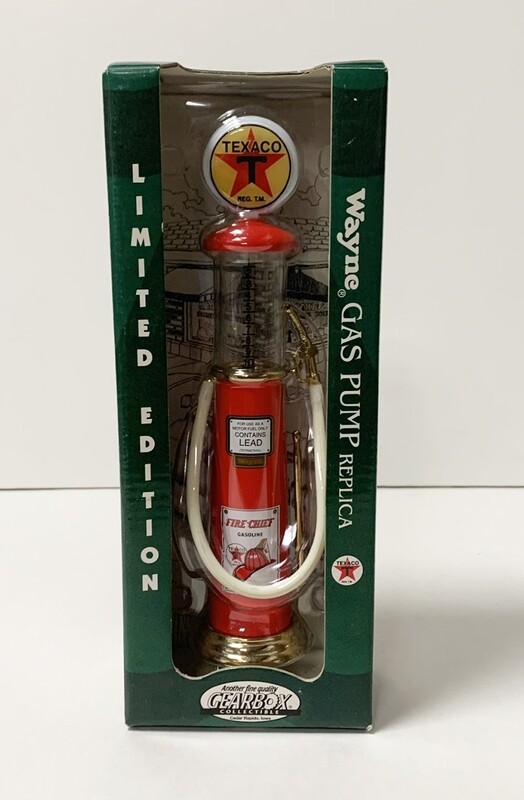 LIMITED EDITION
TEXACO
T
REG. T.M.
FOR USE AS A
MOTOR FUEL ONLY
CONTAINS
LEAD
FIRE-CHIEF
GASOLINE
Wayne® GAS PUMP REPLICA
TEXACO
T
Another fine quality
GEARBOX®
COLLECTIBLE
Cedar Rapids, Iowa